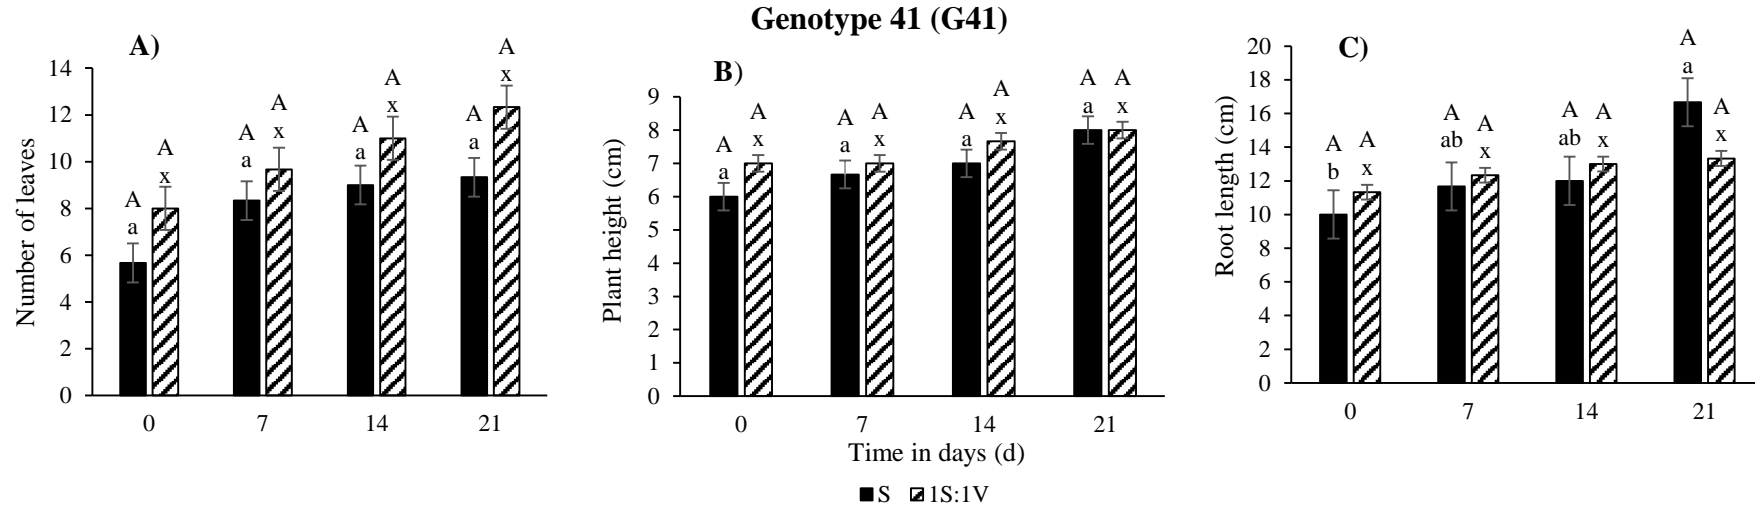 Genotype 41 (G41)
A)
Number of leaves
14
12
10
8
6
4
2
0
A
a
A
x
A
a
A
x
A
a
A
x
A
a
A
x
0 7 14 21
B)
Plant height (cm)
9
8
7
6
5
4
3
2
1
0
A
a
A
x
A
a
A
x
A
a
A
x
A
a
A
x
0 7 14 21
Time in days (d)
C)
Root length (cm)
20
18
16
14
12
10
8
6
4
2
0
A
b
A
x
A
ab
A
x
A
ab
A
x
A
a
A
x
0 7 14 21
S 1S:1V